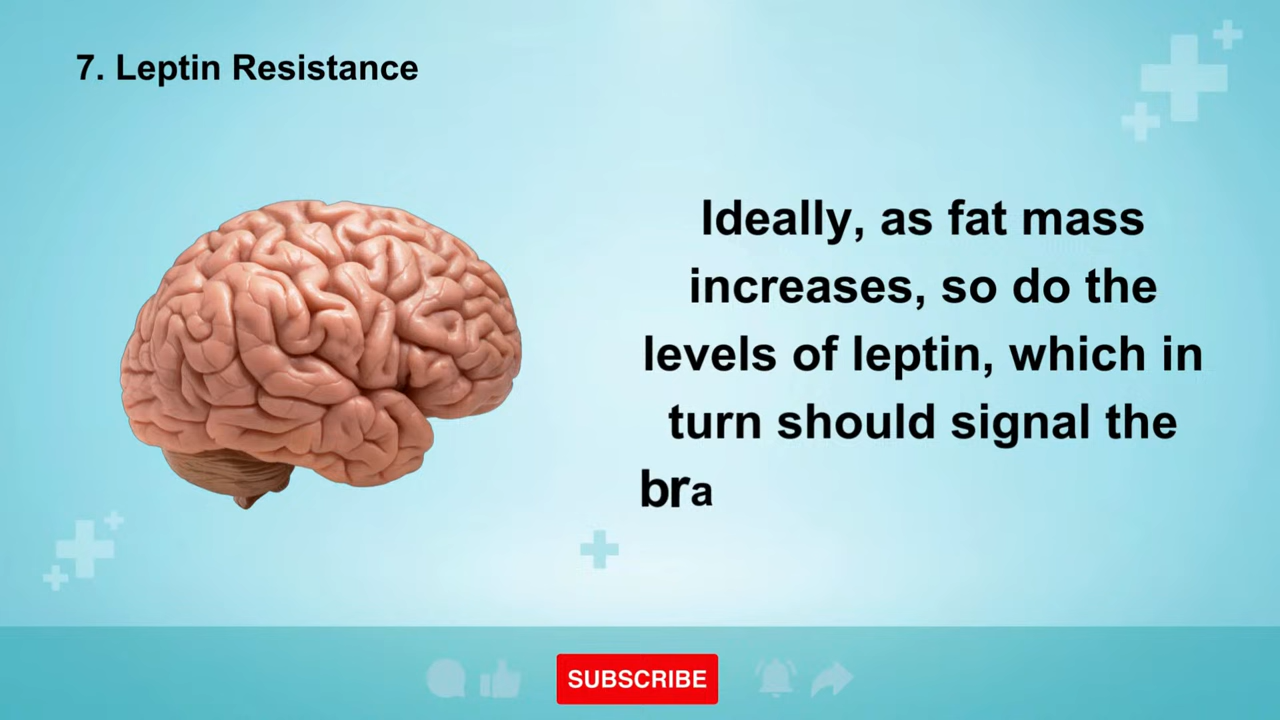 7. Leptin Resistance
Ideally, as fat mass
increases, so do the
levels of leptin, which in
turn should signal the
bra
SUBSCRIBE